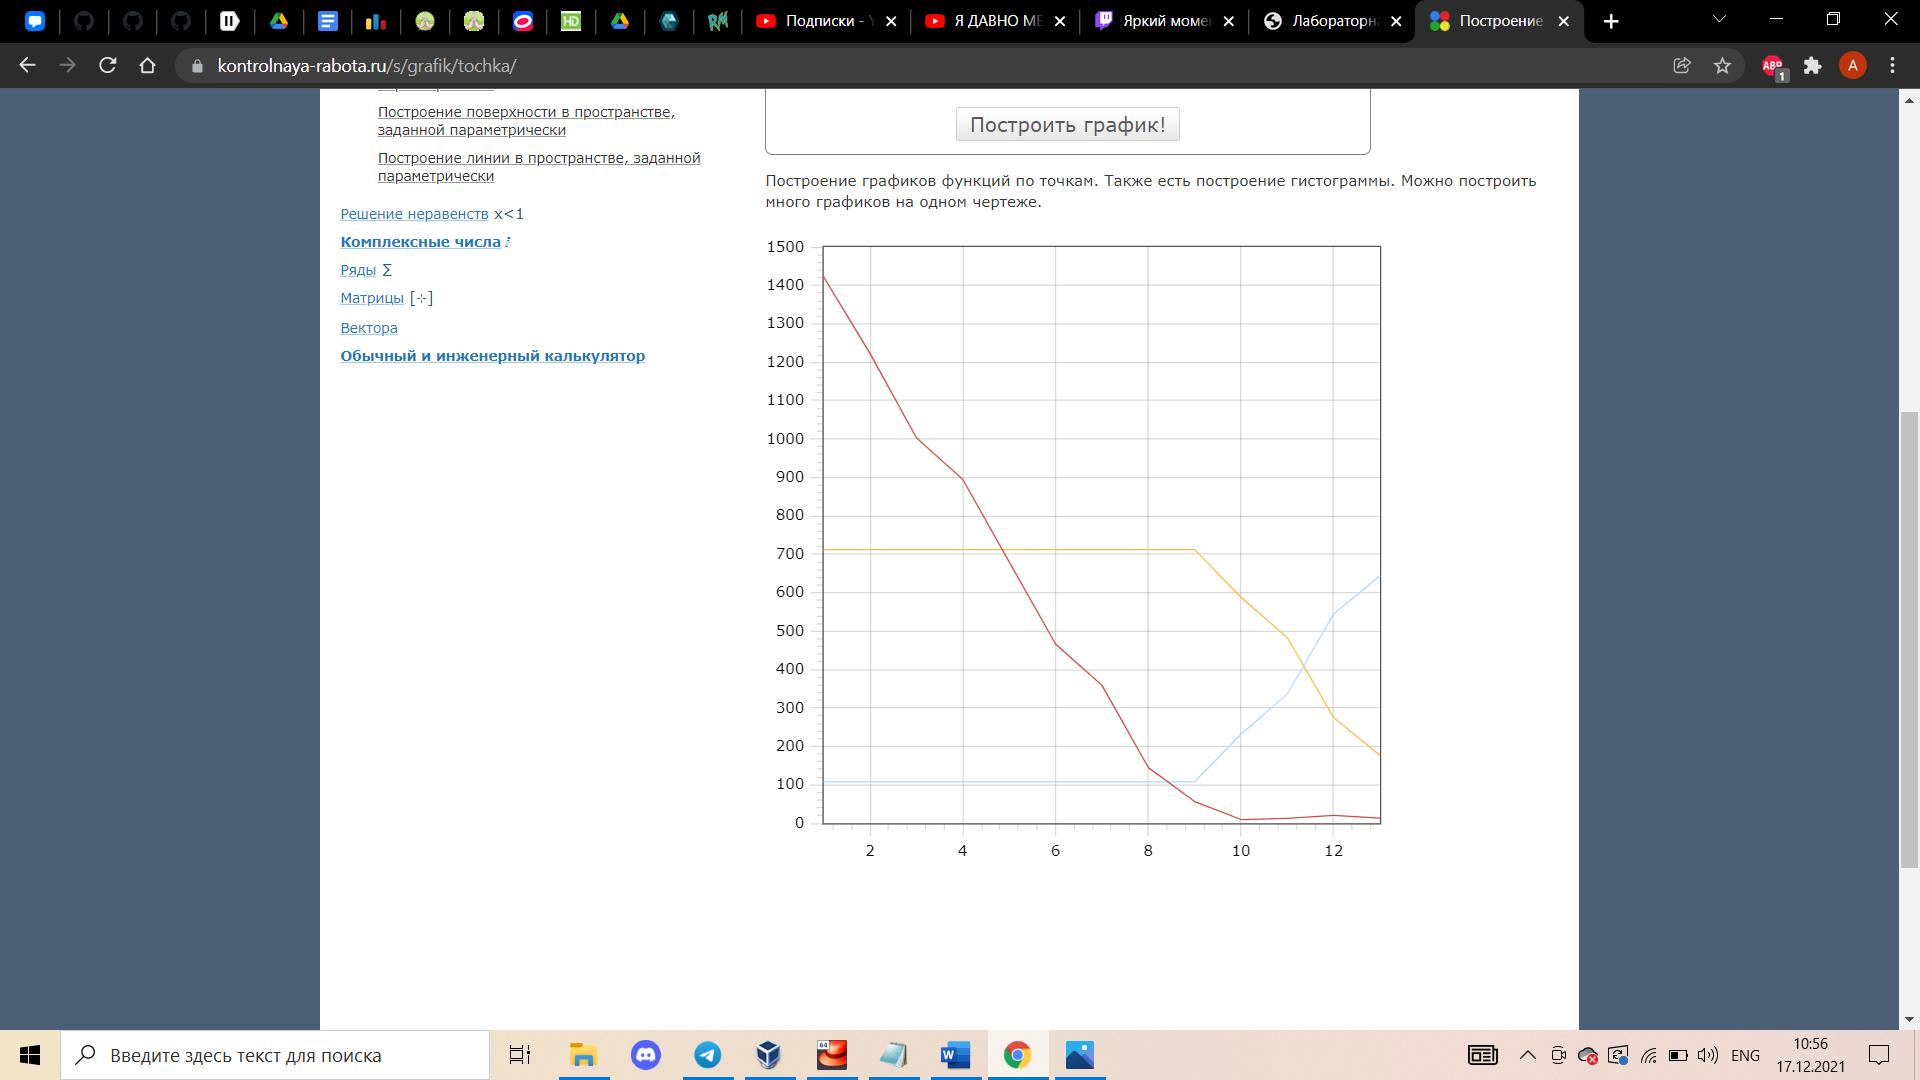 Подписки - Y
Я ДАВНО МЕ
Яркий момен
Лабораторна
Построение
kontrolnaya-rabota.ru/s/grafik/tochka/
ABP
1
A
Построение поверхности в пространстве,
заданной параметрически
Построение линии в пространстве, заданной
параметрически
Решение неравенств x<1
Комплексные числа i
Ряды Σ
Матрицы [⊹]
Вектора
Обычный и инженерный калькулятор
Построить график!
Построение графиков функций по точкам. Также есть построение гистограммы. Можно построить
много графиков на одном чертеже.
1500
1400
1300
1200
1100
1000
900
800
700
600
500
400
300
200
100
0
2 4 6 8 10 12
Введите здесь текст для поиска
64
ENG
10:56
17.12.2021